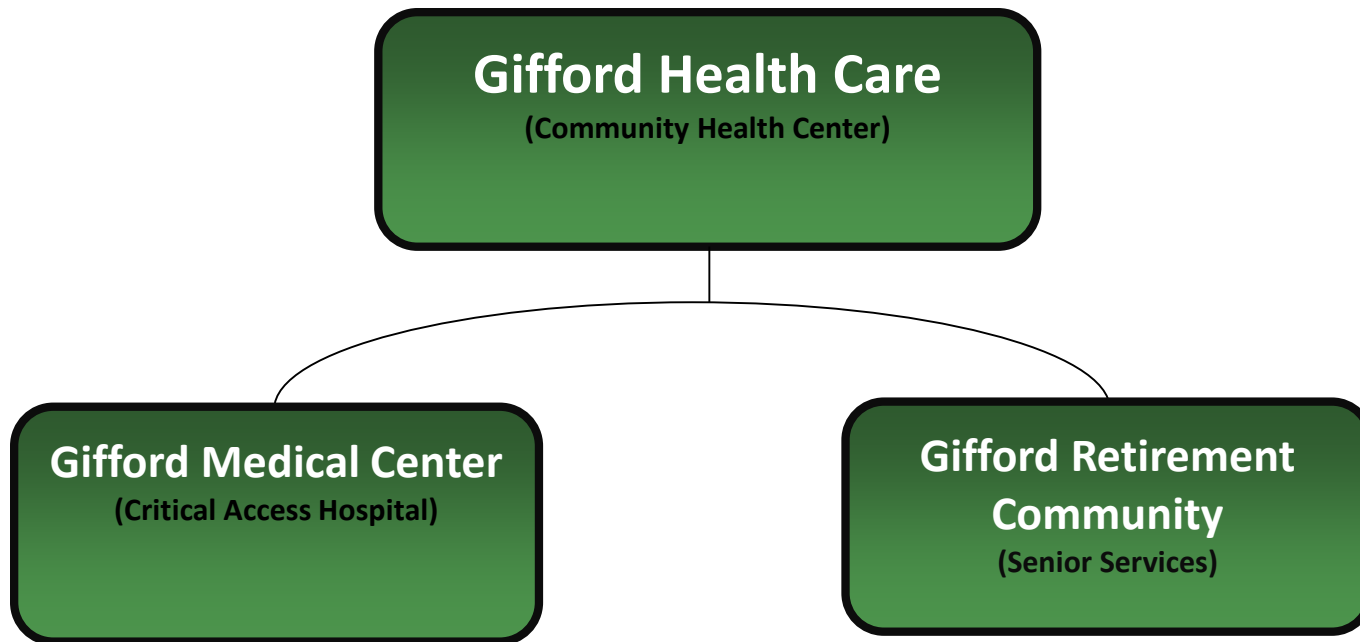 Gifford Health Care
(Community Health Center)
Gifford Medical Center
(Critical Access Hospital)
Gifford Retirement
Community
(Senior Services)